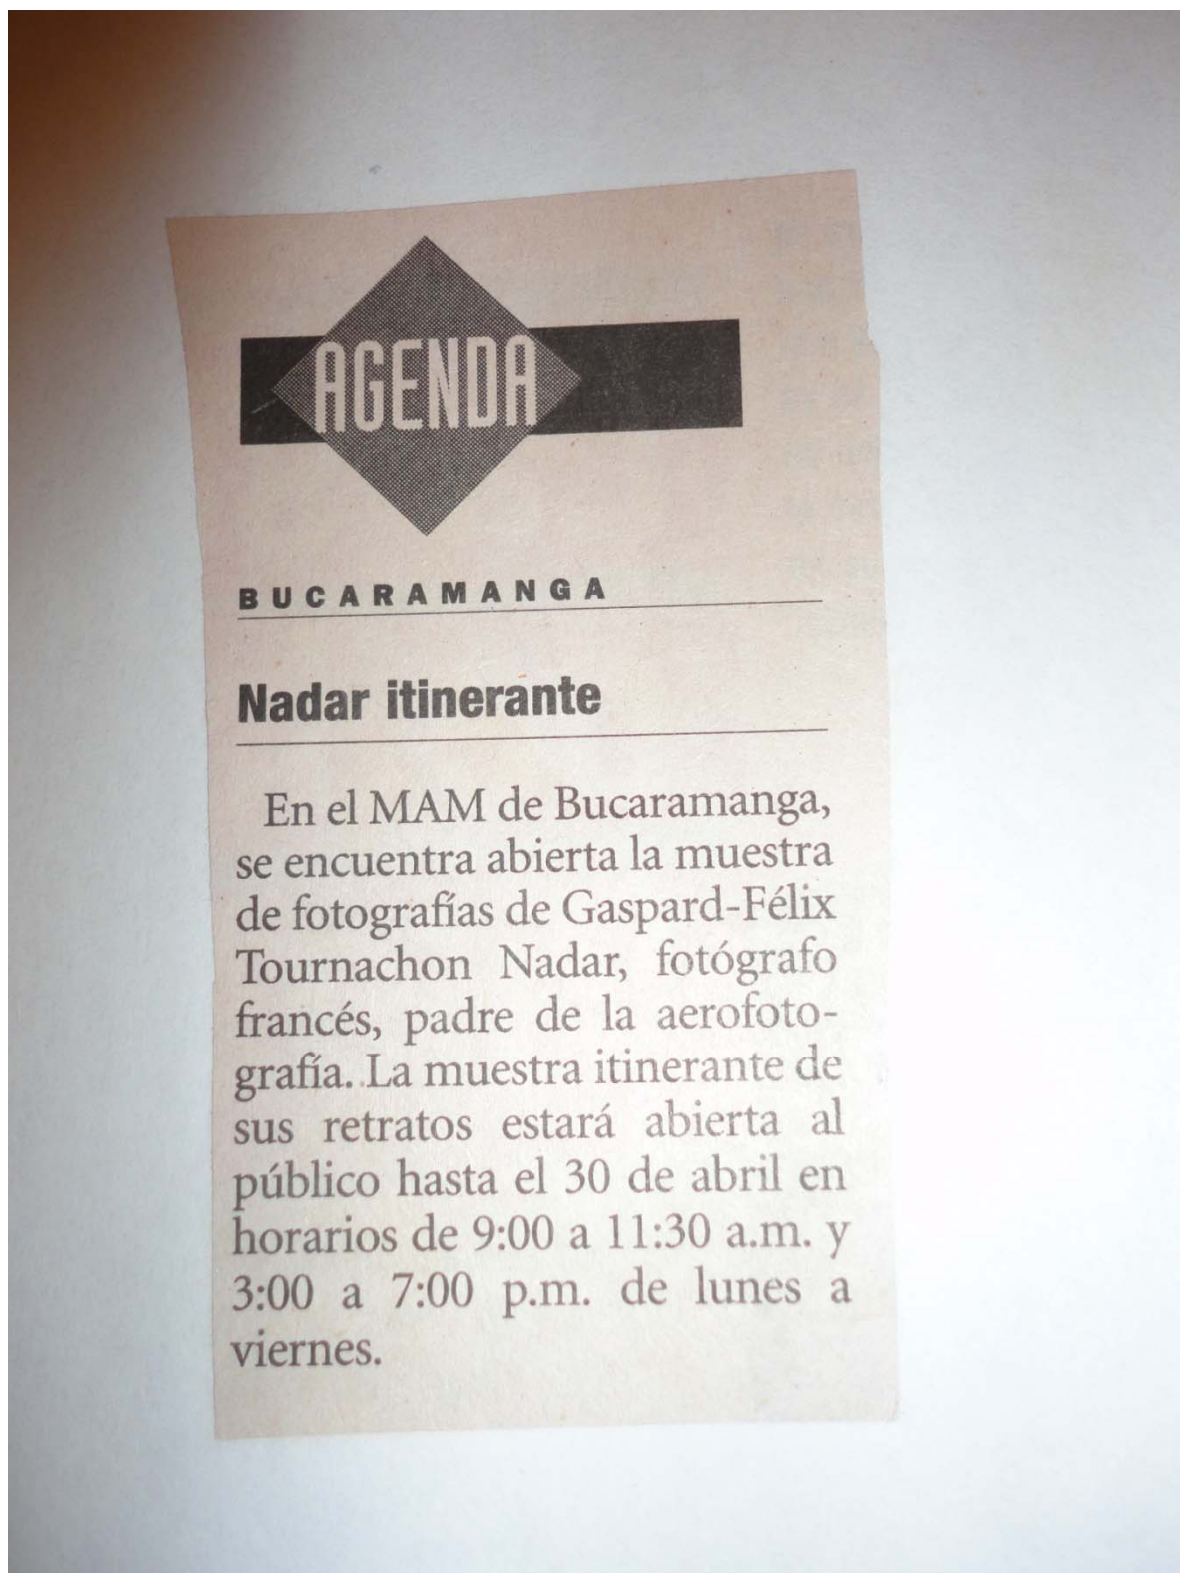 AGENDA
BUCARAMANGA
Nadar itinerante
En el MAM de Bucaramanga,
se encuentra abierta la muestra
de fotografías de Gaspard-Félix
Tournachon Nadar, fotógrafo
francés, padre de la aerofoto-
grafía. La muestra itinerante de
sus retratos estará abierta al
público hasta el 30 de abril en
horarios de 9:00 a 11:30 a.m. y
3:00 a 7:00 p.m. de lunes a
viernes.